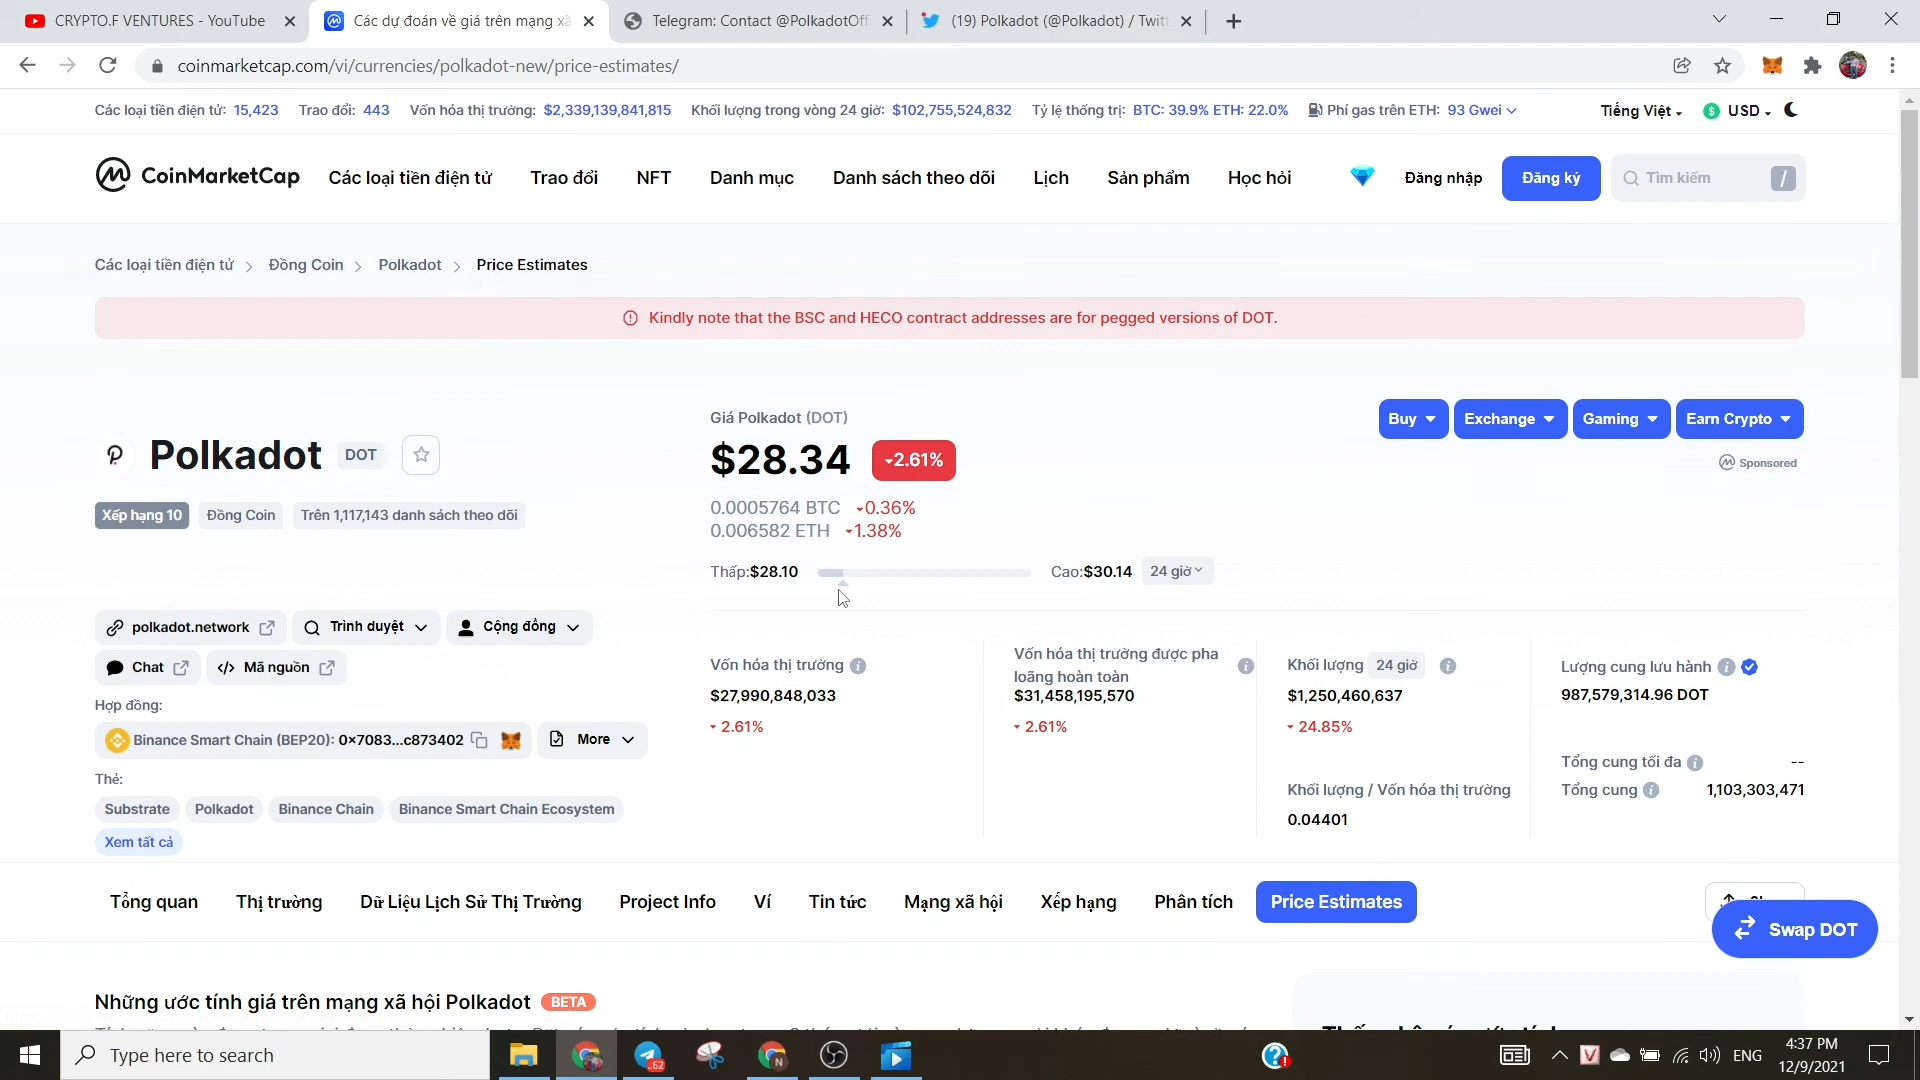 CRYPTO.F VENTURES - YouTube
Các dự đoán về giá trên mạng xã
Telegram: Contact @PolkadotOffi
(19) Polkadot (@Polkadot) / Twitt
coinmarketcap.com/vi/currencies/polkadot-new/price-estimates/
Các loại tiền điện tử: 15,423 Trao đổi: 443 Vốn hóa thị trường: $2,339,139,841,815 Khối lượng trong vòng 24 giờ: $102,755,524,832 Tỷ lệ thống trị: BTC: 39.9% ETH: 22.0% Phí gas trên ETH: 93 Gwei Tiếng Việt USD
CoinMarketCap Các loại tiền điện tử Trao đổi NFT Danh mục Danh sách theo dõi Lịch Sản phẩm Học hỏi Đăng nhập Đăng ký Tìm kiếm /
Các loại tiền điện tử > Đồng Coin > Polkadot > Price Estimates
Kindly note that the BSC and HECO contract addresses are for pegged versions of DOT.
Polkadot DOT
Xếp hạng 10 Đồng Coin Trên 1,117,143 danh sách theo dõi
Giá Polkadot (DOT)
$28.34 2.61%
0.0005764 BTC 0.36%
0.006582 ETH 1.38%
Thấp:$28.10 Cao:$30.14 24 giờ
Buy Exchange Gaming Earn Crypto
Sponsored
polkadot.network Trình duyệt Cộng đồng
Chat Mã nguồn
Hợp đồng:
Binance Smart Chain (BEP20): 0x7083...c873402 More
Thẻ:
Substrate Polkadot Binance Chain Binance Smart Chain Ecosystem
Xem tất cả
Vốn hóa thị trường
$27,990,848,033
2.61%
Vốn hóa thị trường được pha
loãng hoàn toàn
$31,458,195,570
2.61%
Khối lượng 24 giờ
$1,250,460,637
24.85%
Khối lượng / Vốn hóa thị trường
0.04401
Lượng cung lưu hành
987,579,314.96 DOT
Tổng cung tối đa --
Tổng cung 1,103,303,471
Tổng quan Thị trường Dữ Liệu Lịch Sử Thị Trường Project Info Ví Tin tức Mạng xã hội Xếp hạng Phân tích Price Estimates
Swap DOT
Những ước tính giá trên mạng xã hội Polkadot BETA
Type here to search
62
N
V
ENG
4:37 PM
12/9/2021